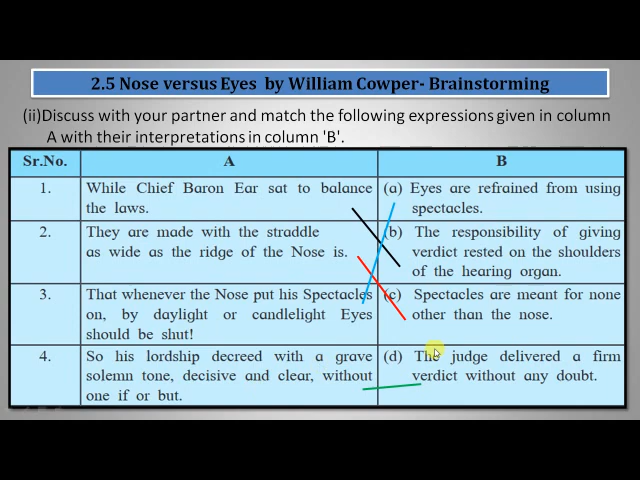 2.5 Nose versus Eyes by William Cowper- Brainstorming
(ii)Discuss with your partner and match the following expressions given in column
A with their interpretations in column 'B'.
Sr.No. A B
1. While Chief Baron Ear sat to balance
the laws.
(a) Eyes are refrained from using
spectacles.
2. They are made with the straddle
as wide as the ridge of the Nose is.
(b) The responsibility of giving
verdict rested on the shoulders
of the hearing organ.
3. That whenever the Nose put his Spectacles
on, by daylight or candlelight Eyes
should be shut!
(c) Spectacles are meant for none
other than the nose.
4. So his lordship decreed with a grave
solemn tone, decisive and clear, without
one if or but.
(d) The judge delivered a firm
verdict without any doubt.